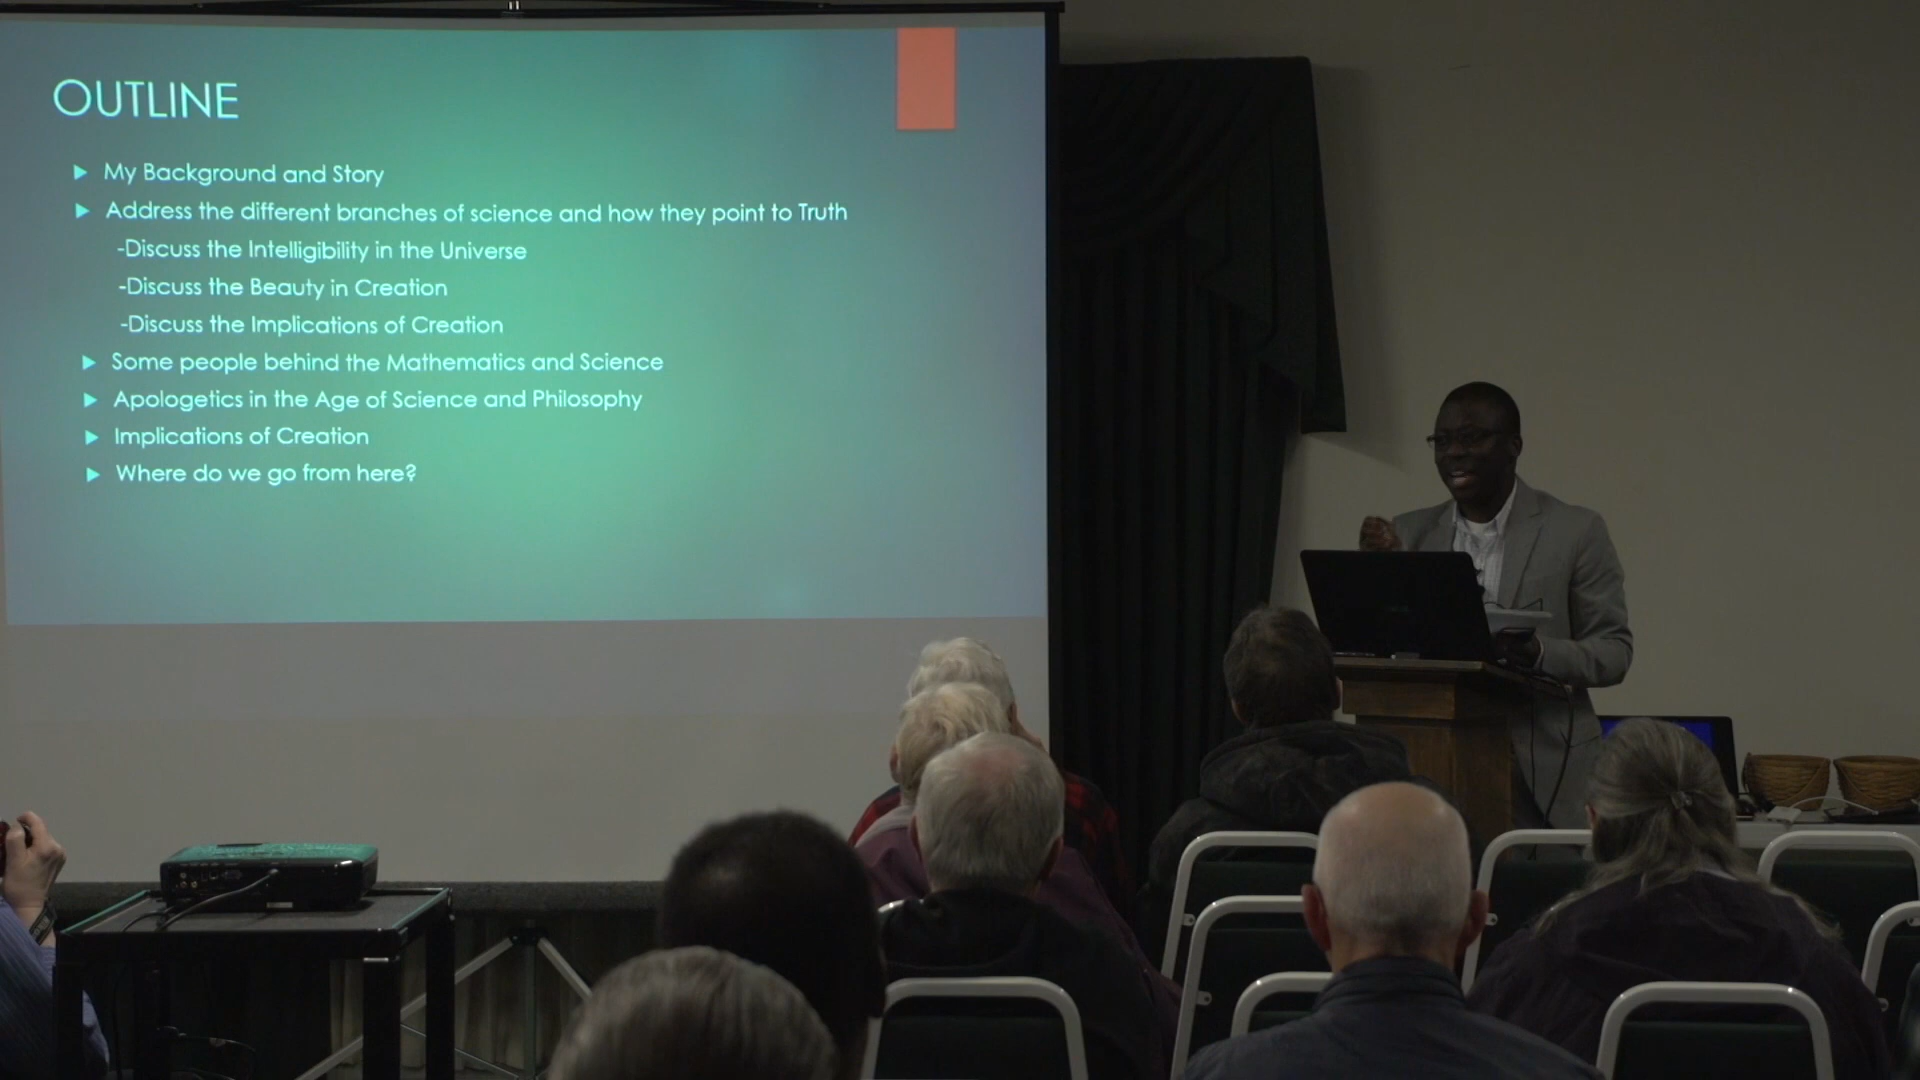 OUTLINE
My Background and Story
Address the different branches of science and how they point to Truth
-Discuss the Intelligibility in the Universe
-Discuss the Beauty in Creation
-Discuss the Implications of Creation
Some people behind the Mathematics and Science
Apologetics in the Age of Science and Philosophy
Implications of Creation
Where do we go from here?